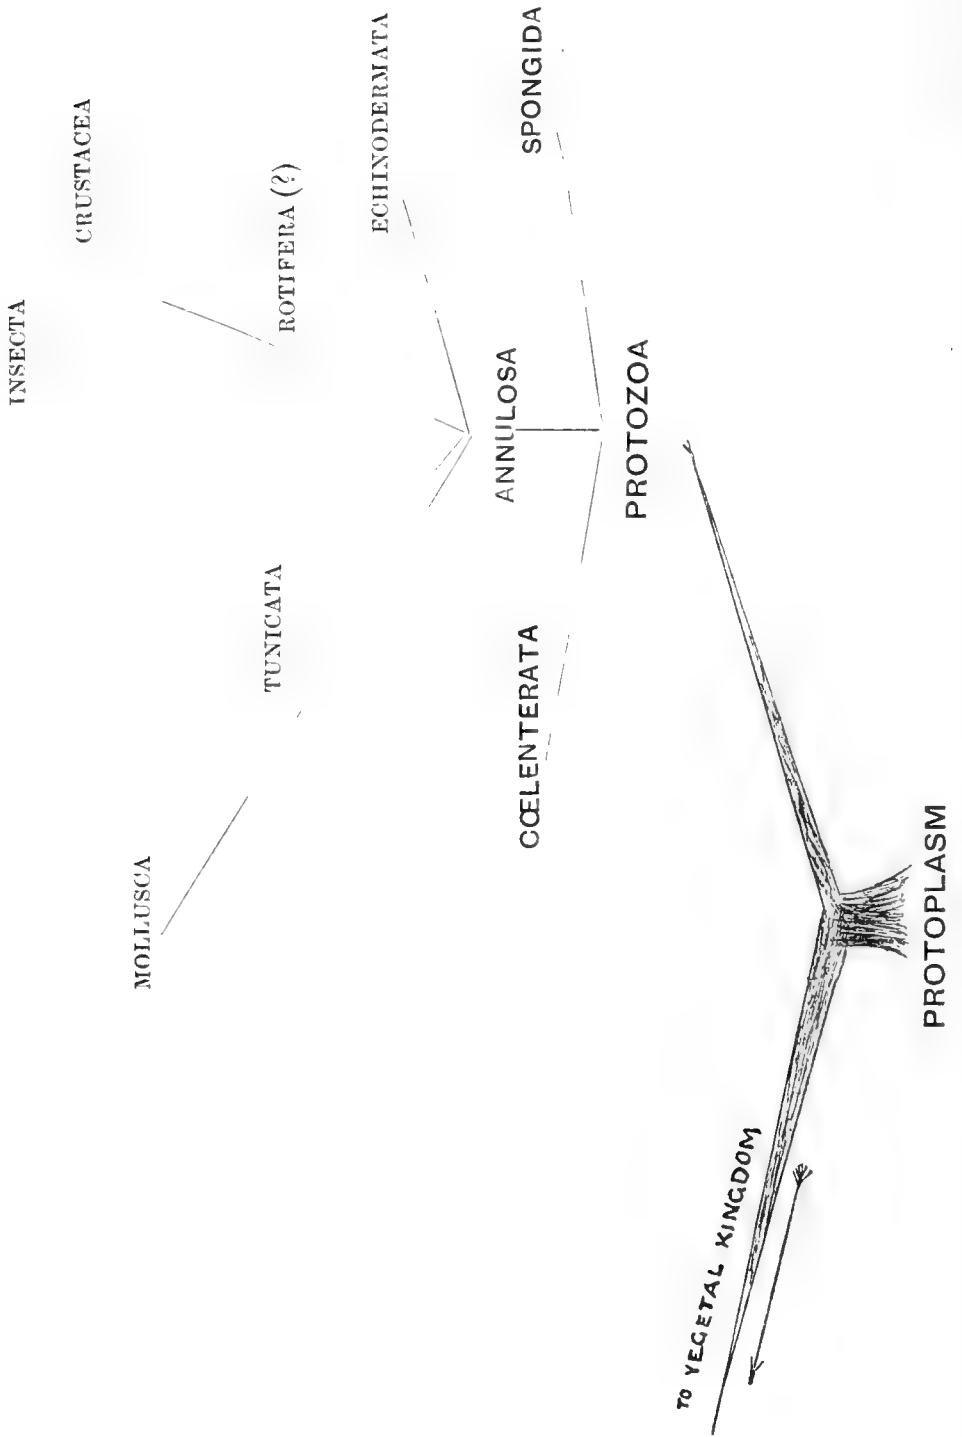 INSECTA
CRUSTACEA
MOLLUSCA
TUNICATA
ROTIFERA (?)
ECHINODERMATA
ANNULOSA
CŒLENTERATA
SPONGIDA
PROTOZOA
TO VEGETAL KINGDOM
PROTOPLASM